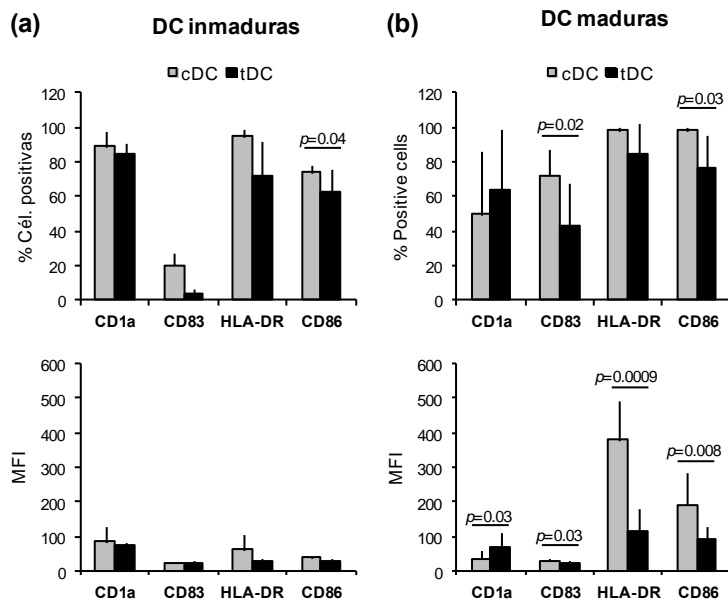 (a)
DC inmaduras
(b)
DC maduras
cDC tDC
% Cél. positivas
120
100
80
60
40
20
0
p=0.04
CD1a CD83 HLA-DR CD86
cDC tDC
% Positive cells
120
100
80
60
40
20
0
p=0.02
p=0.03
CD1a CD83 HLA-DR CD86
MFI
600
500
400
300
200
100
0
CD1a CD83 HLA-DR CD86
MFI
600
500
400
300
200
100
0
p=0.03
p=0.03
p=0.0009
p=0.008
CD1a CD83 HLA-DR CD86